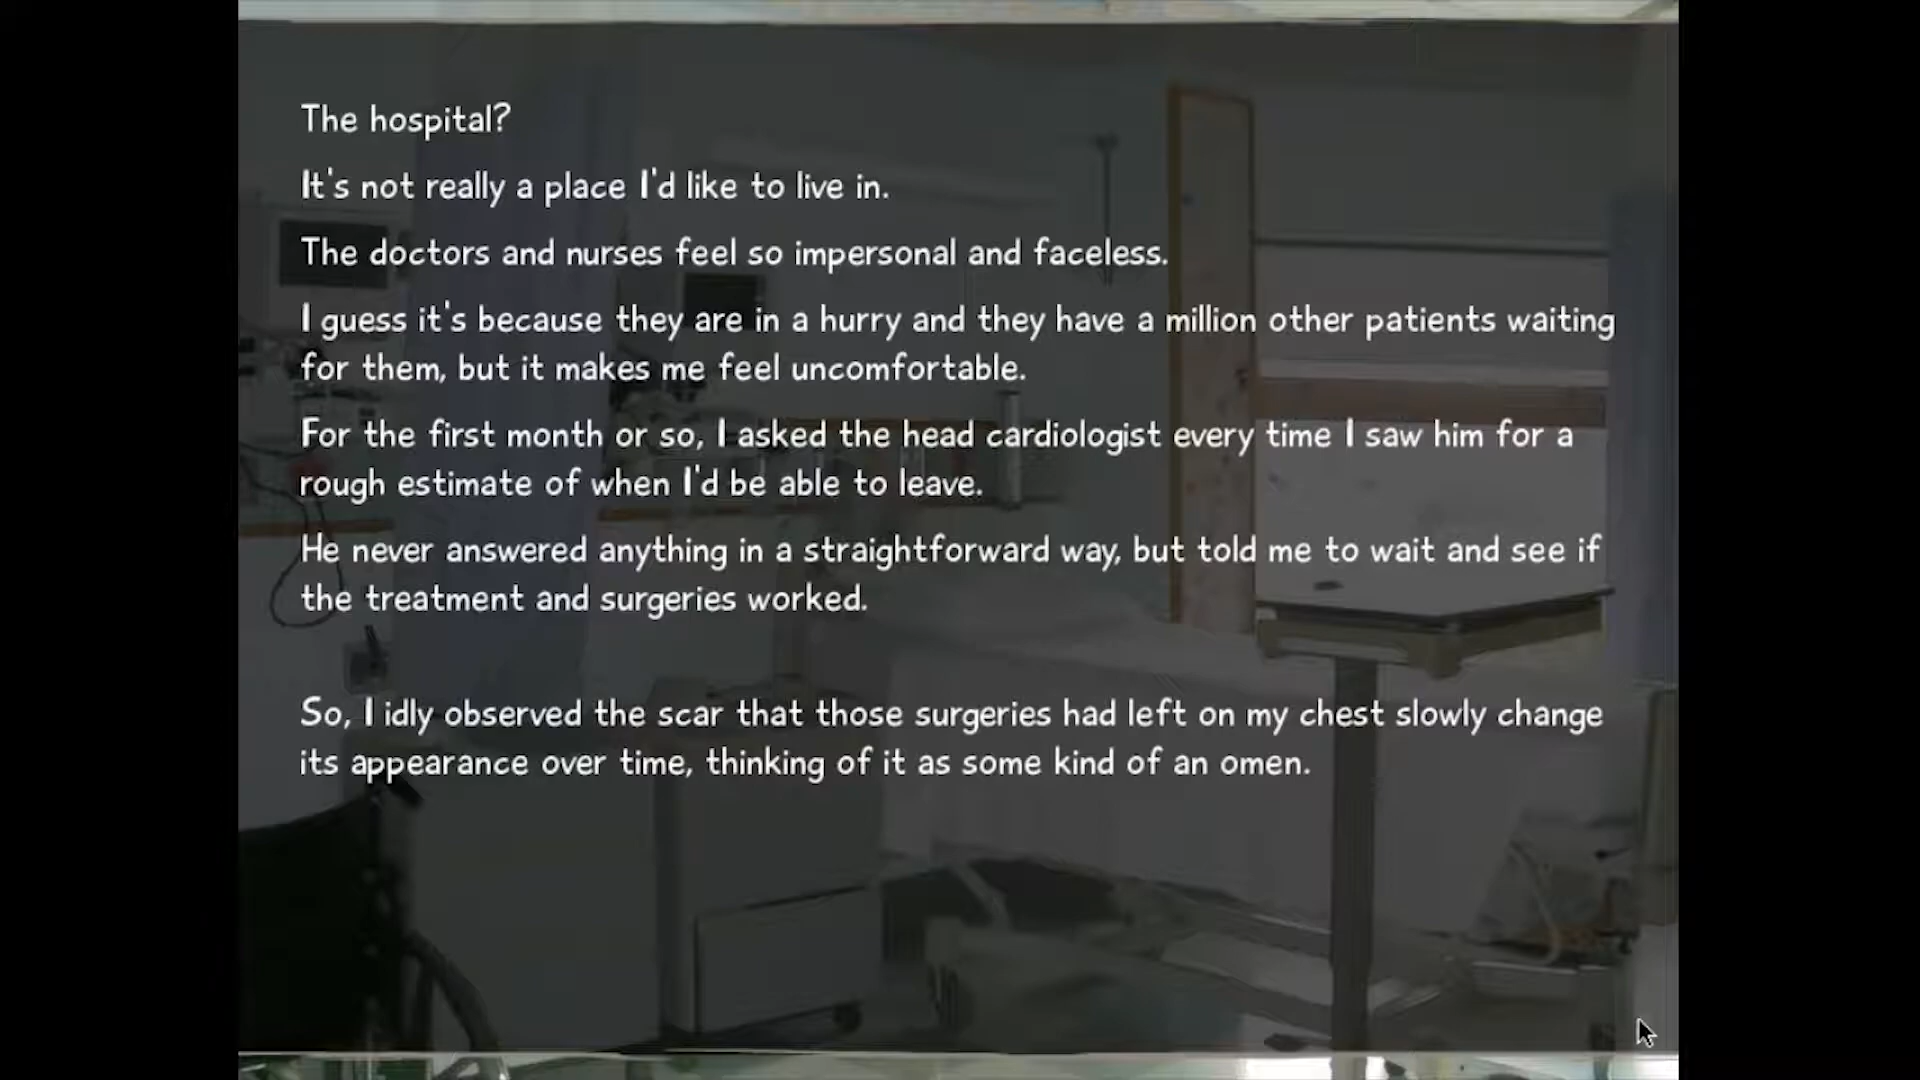 The hospital?
It's not really a place I'd like to live in.
The doctors and nurses feel so impersonal and faceless.
I guess it's because they are in a hurry and they have a million other patients waiting
for them, but it makes me feel uncomfortable.
For the first month or so, I asked the head cardiologist every time I saw him for a
rough estimate of when I'd be able to leave.
He never answered anything in a straightforward way, but told me to wait and see if
the treatment and surgeries worked.
So, I idly observed the scar that those surgeries had left on my chest slowly change
its appearance over time, thinking of it as some kind of an omen.